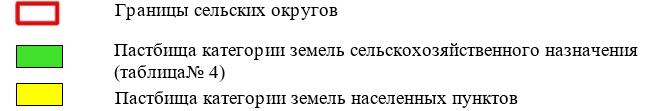 Границы сельских округов
Пастбища категории земель сельскохозяйственного назначения
(таблица№ 4)
Пастбища категории земель населенных пунктов